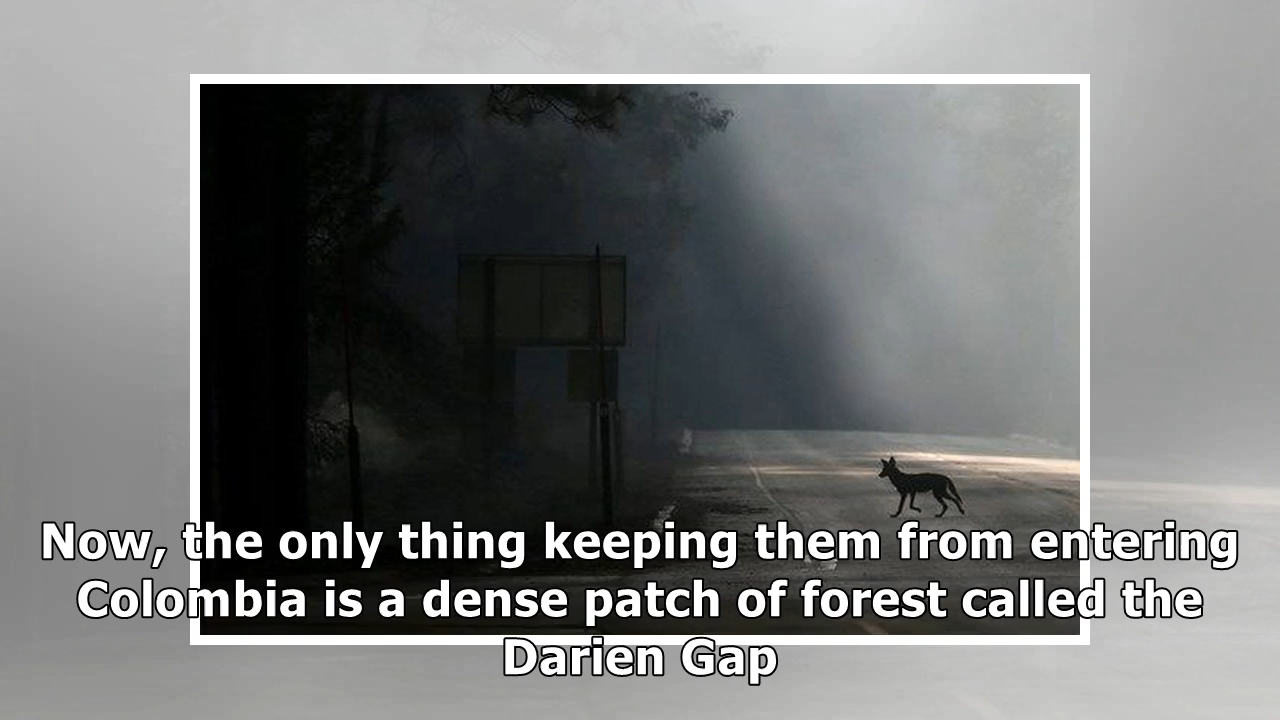 Now, the only thing keeping them from entering
Colombia is a dense patch of forest called the
Darien Gap